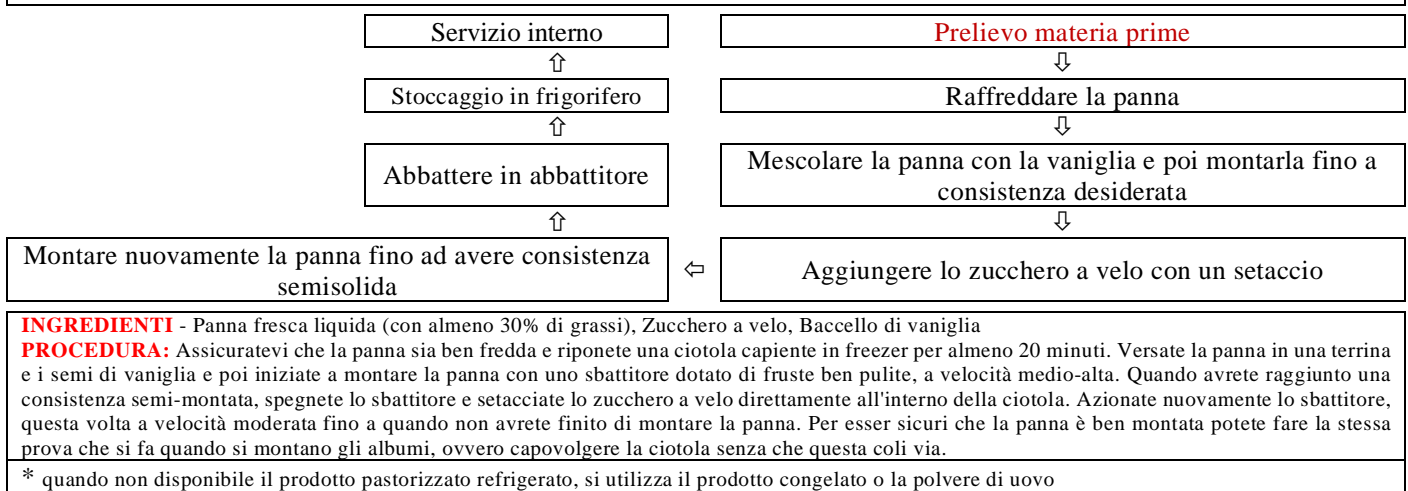 Servizio interno
Prelievo materia prime
⇧
⇩
Stoccaggio in frigorifero
Raffreddare la panna
⇧
⇩
Abbattere in abbattitore
Mescolare la panna con la vaniglia e poi montarla fino a
consistenza desiderata
⇧
⇩
Montare nuovamente la panna fino ad avere consistenza
semisolida
⇦
Aggiungere lo zucchero a velo con un setaccio
INGREDIENTI - Panna fresca liquida (con almeno 30% di grassi), Zucchero a velo, Baccello di vaniglia
PROCEDURA: Assicuratevi che la panna sia ben fredda e riponete una ciotola capiente in freezer per almeno 20 minuti. Versate la panna in una terrina
e i semi di vaniglia e poi iniziate a montare la panna con uno sbattitore dotato di fruste ben pulite, a velocità medio-alta. Quando avrete raggiunto una
consistenza semi-montata, spegnete lo sbattitore e setacciate lo zucchero a velo direttamente all'interno della ciotola. Azionate nuovamente lo sbattitore,
questa volta a velocità moderata fino a quando non avrete finito di montare la panna. Per esser sicuri che la panna è ben montata potete fare la stessa
prova che si fa quando si montano gli albumi, ovvero capovolgere la ciotola senza che questa coli via.
* quando non disponibile il prodotto pastorizzato refrigerato, si utilizza il prodotto congelato o la polvere di uovo